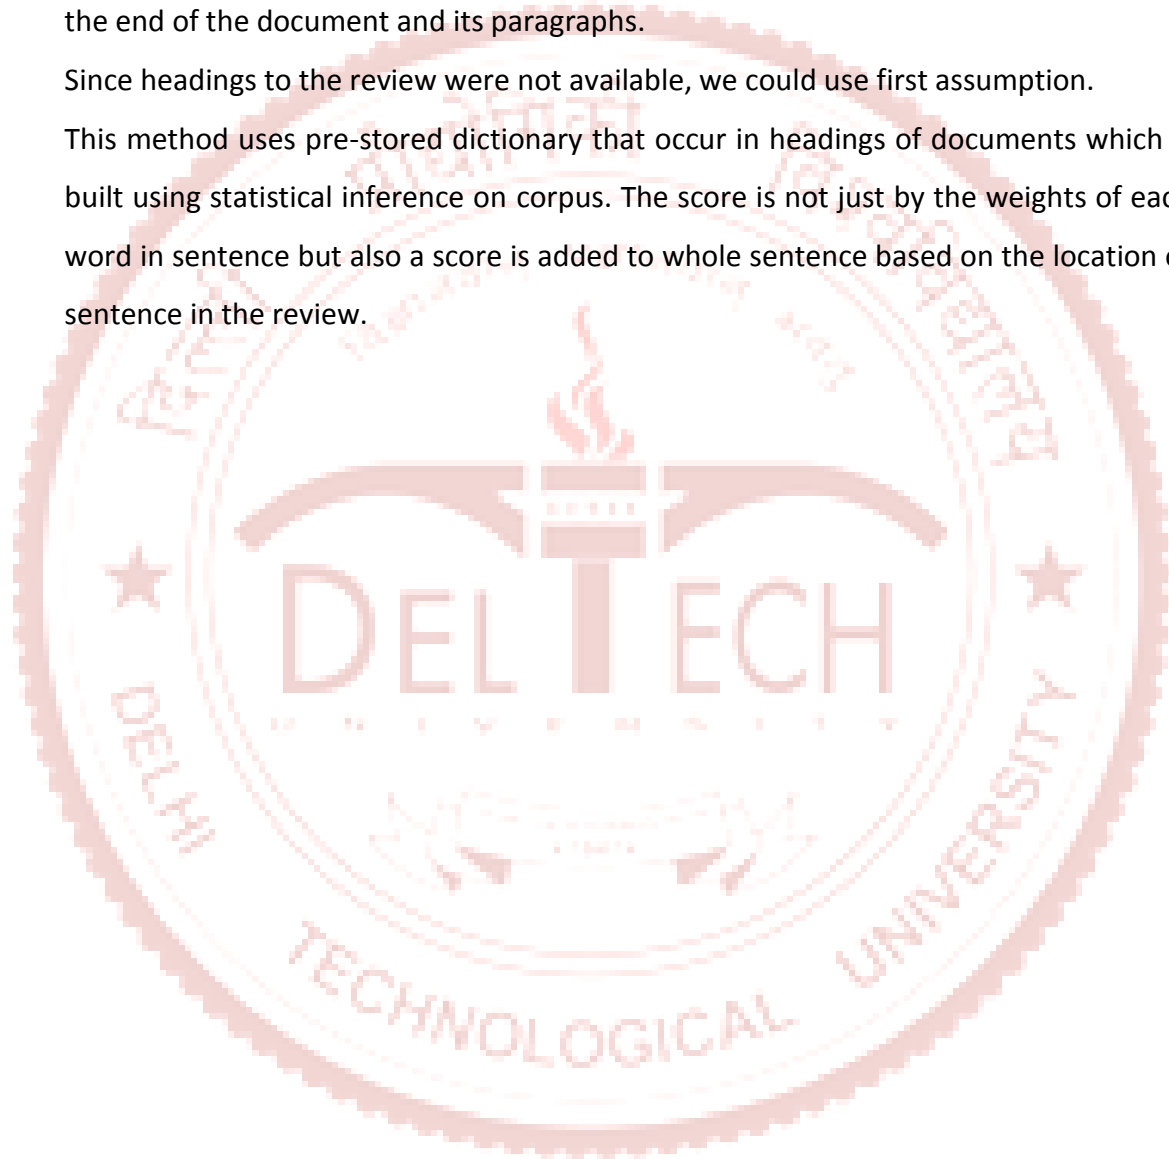 the end of the document and its paragraphs.
Since headings to the review were not available, we could use first assumption.
This method uses pre-stored dictionary that occur in headings of documents which
built using statistical inference on corpus. The score is not just by the weights of eac
word in sentence but also a score is added to whole sentence based on the location
sentence in the review.
DELTECH
UNIVERSITY
DELHI TECHNOLOGICAL UNIVERSITY